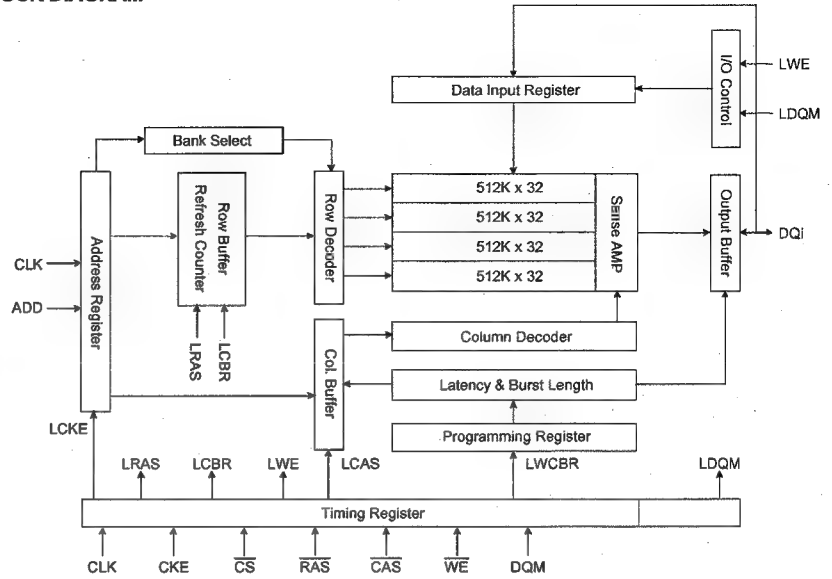 LWE
I/O Control
Data Input Register
LDQM
Bank Select
512K x 32
512K x 32
512K x 32
512K x 32
Sense AMP
Output Buffer
DQi
Row Decoder
Row Buffer
Refresh Counter
Address Register
CLK
ADD
LRAS
LCBR
Col. Buffer
Column Decoder
Latency & Burst Length
Programming Register
LCKE
LRAS
LCBR
LWE
LCAS
LWCBR
LDQM
Timing Register
CLK
CKE
CS
RAS
CAS
WE
DQM